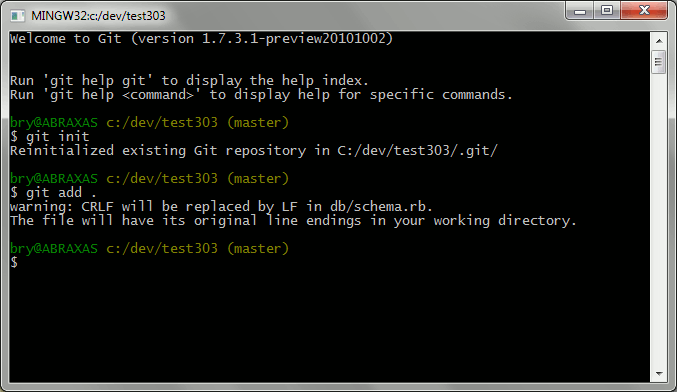 MINGW32:c:/dev/test303
Welcome to Git (version 1.7.3.1-preview20101002)
Run 'git help git' to display the help index.
Run 'git help <command>' to display help for specific commands.
bry@ABRAXAS c:/dev/test303 (master)
$ git init
Reinitialized existing Git repository in C:/dev/test303/.git/
bry@ABRAXAS c:/dev/test303 (master)
$ git add .
warning: CRLF will be replaced by LF in db/schema.rb.
The file will have its original line endings in your working directory.
bry@ABRAXAS c:/dev/test303 (master)
$